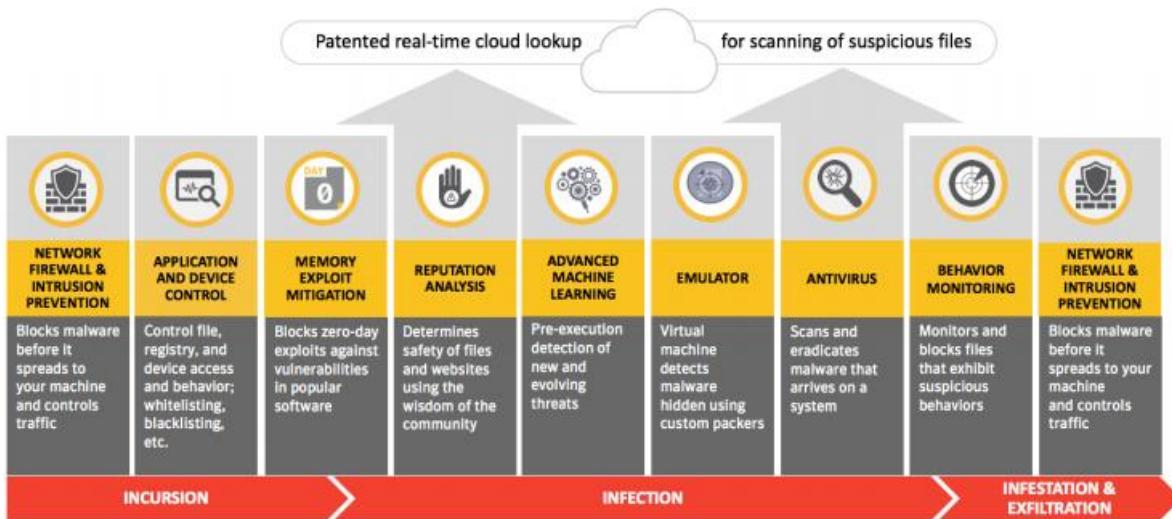 Patented real-time cloud lookup
for scanning of suspicious files
DAY
0
NETWORK
FIREWALL &
INTRUSION
PREVENTION
Blocks malware
before it
spreads to
your machine
and controls
traffic
APPLICATION
AND DEVICE
CONTROL
Control file,
registry, and
device access
and behavior;
whitelisting,
blacklisting,
etc.
MEMORY
EXPLOIT
MITIGATION
Blocks zero-day
exploits against
vulnerabilities
in popular
software
REPUTATION
ANALYSIS
Determines
safety of files
and websites
using the
wisdom of the
community
ADVANCED
MACHINE
LEARNING
Pre-execution
detection of
new and
evolving
threats
EMULATOR
Virtual
machine
detects
malware
hidden using
custom packers
ANTIVIRUS
Scans and
eradicates
malware that
arrives on a
system
BEHAVIOR
MONITORING
Monitors and
blocks files
that exhibit
suspicious
behaviors
NETWORK
FIREWALL &
INTRUSION
PREVENTION
Blocks malware
before it
spreads to your
machine
and controls
traffic
INCURSION
INFECTION
INFESTATION &
EXFILTRATION